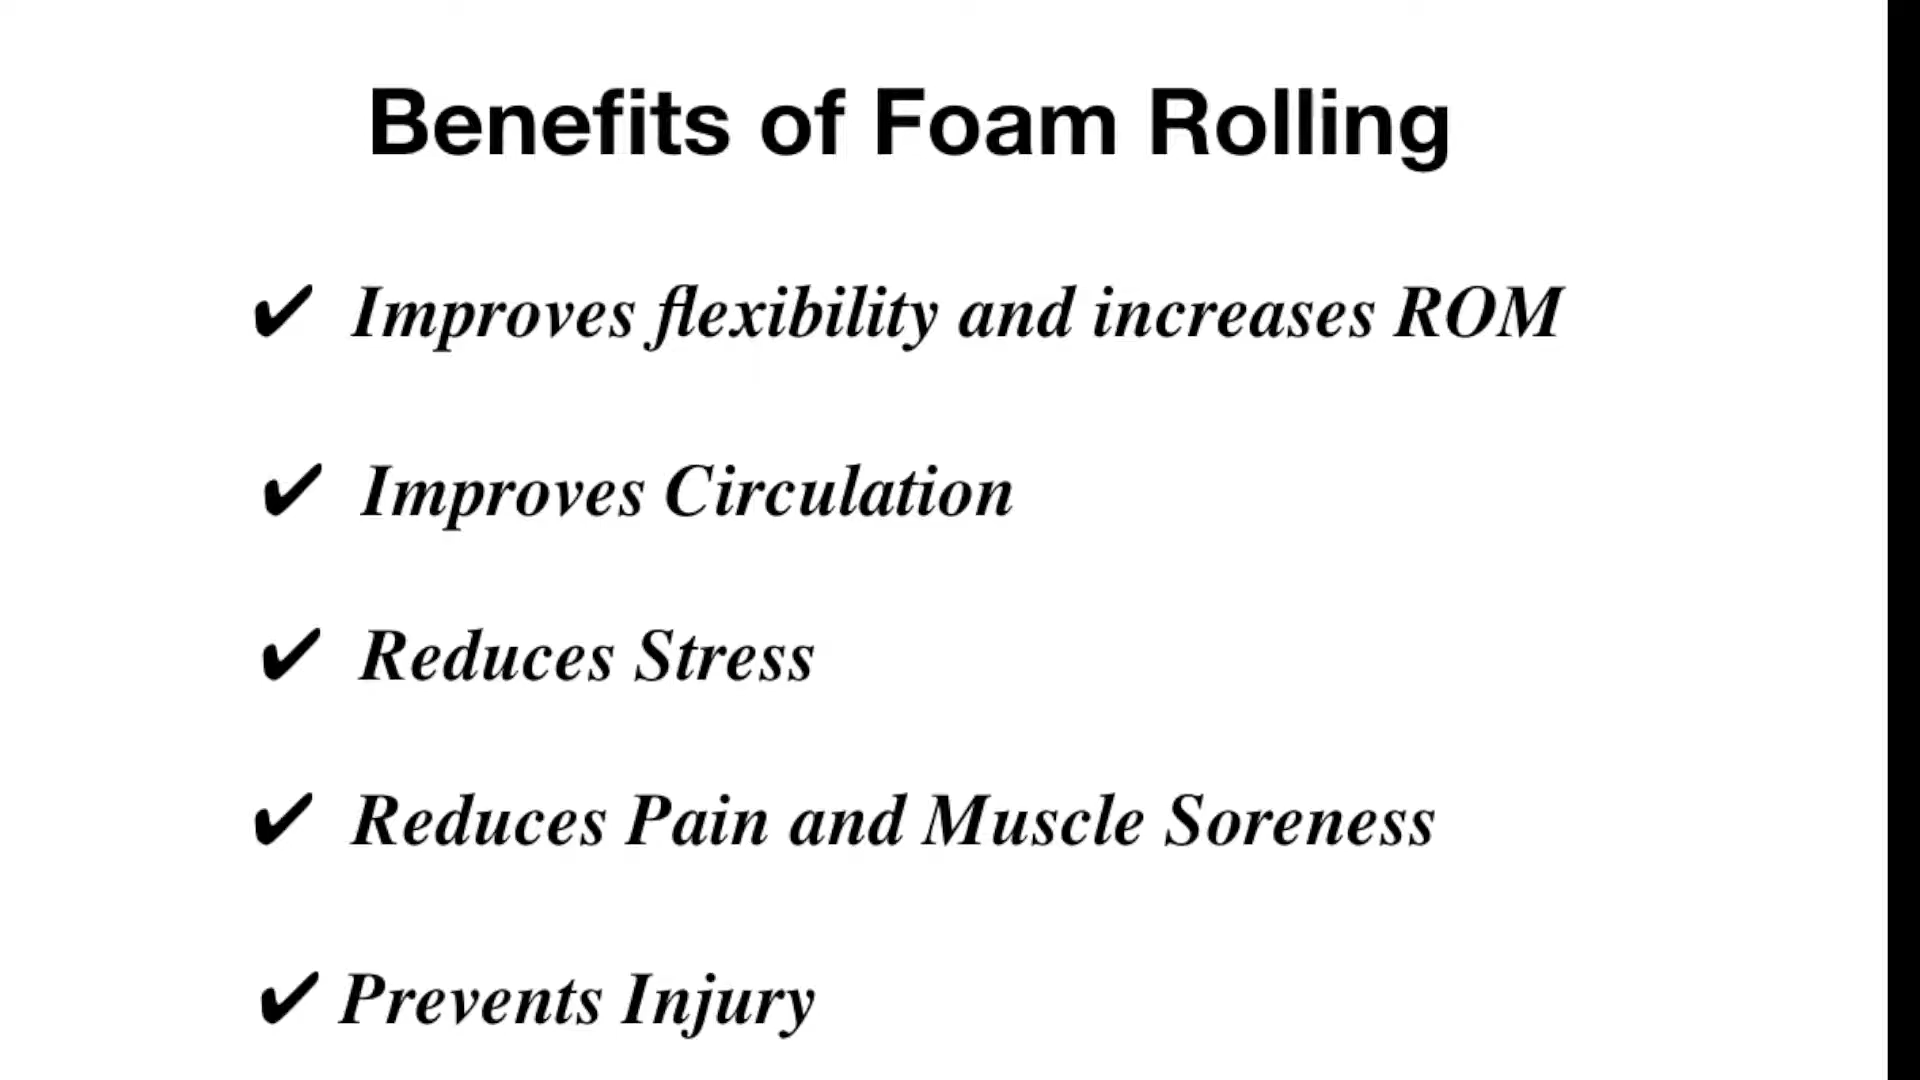 Benefits of Foam Rolling
✔ Improves flexibility and increases ROM
✔ Improves Circulation
✔ Reduces Stress
✔ Reduces Pain and Muscle Soreness
✔ Prevents Injury